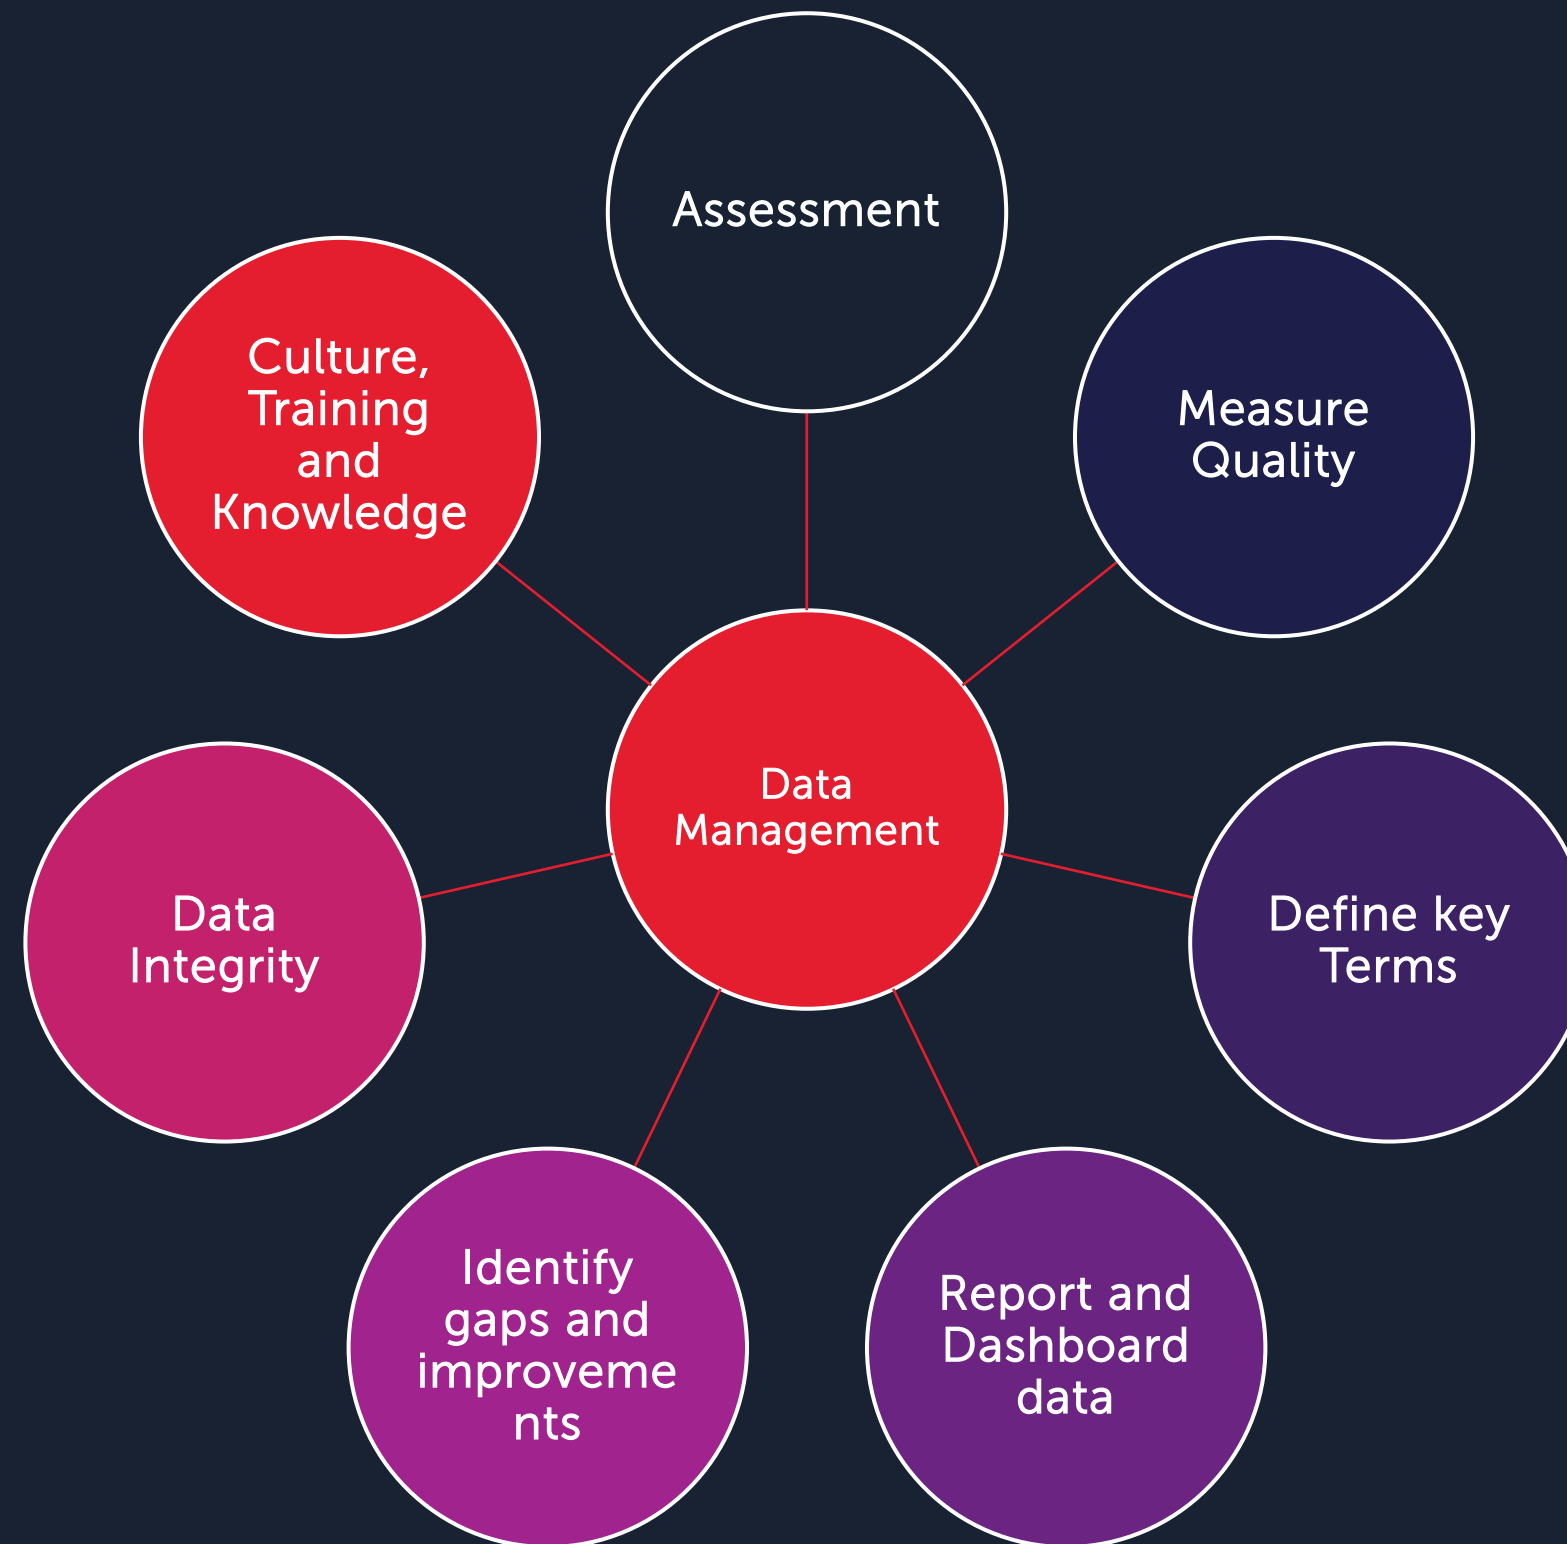 Assessment
Culture,
Training
and
Knowledge
Measure
Quality
Data
Management
Data
Integrity
Define key
Terms
Identify
gaps and
improveme
nts
Report and
Dashboard
data